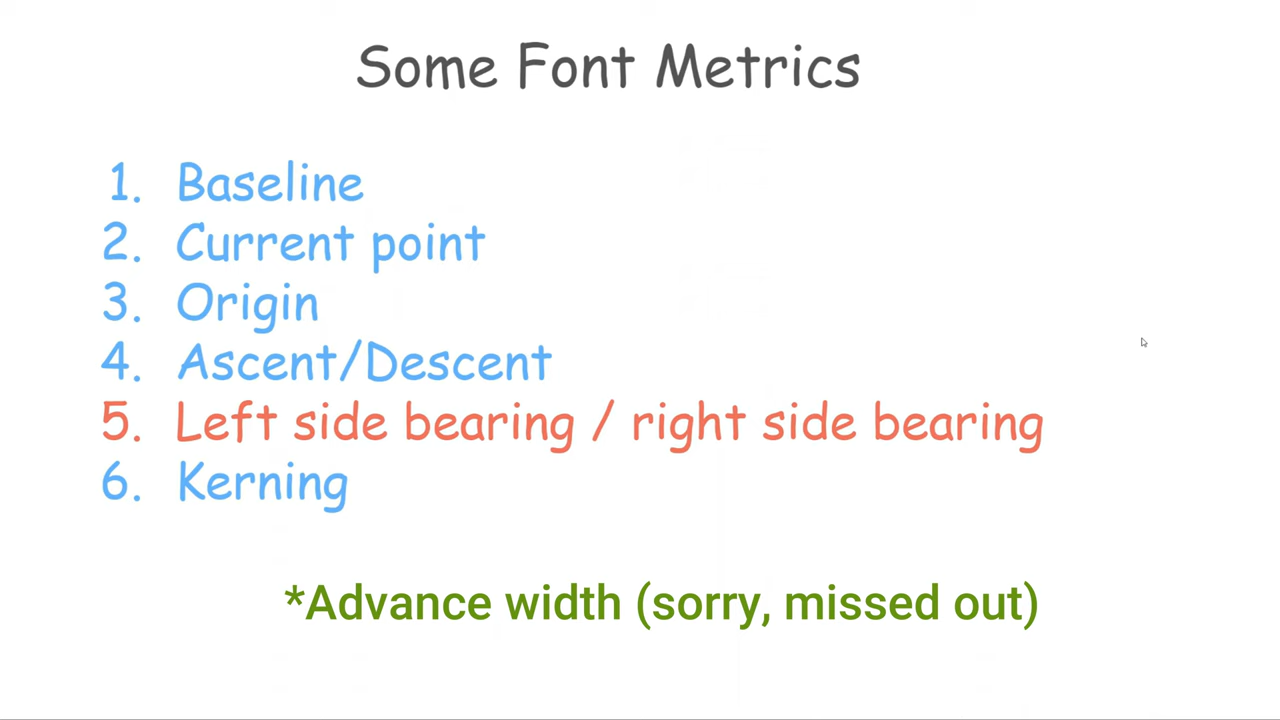 Some Font Metrics
1. Baseline
2. Current point
3. Origin
4. Ascent/Descent
5. Left side bearing / right side bearing
6. Kerning
*Advance width (sorry, missed out)